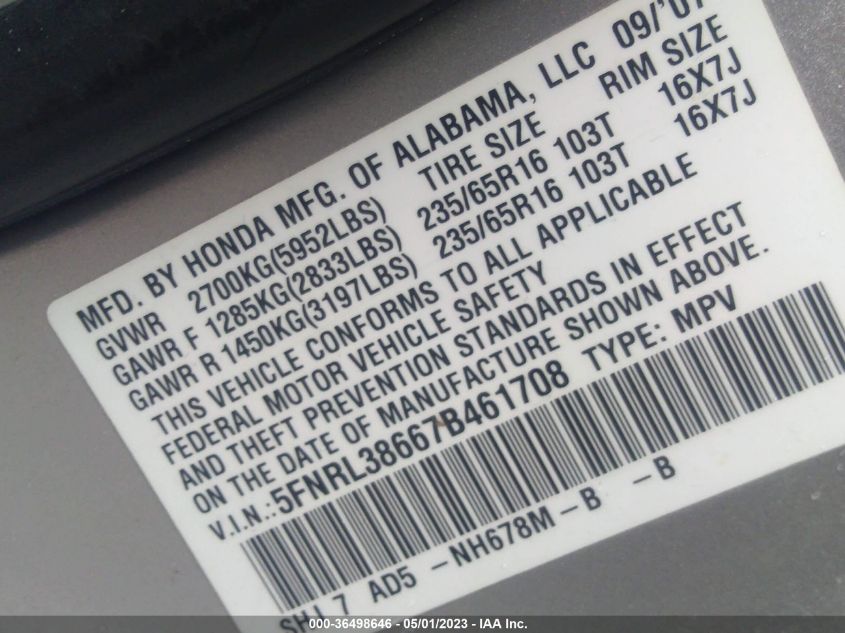 MFD. BY HONDA MFG. OF ALABAMA, LLC 09/'07
GVWR 2700KG(5952LBS) TIRE SIZE RIM SIZE
GAWR F 1285KG(2833LBS) 235/65R16 103T 16X7J
GAWR R 1450KG(3197LBS) 235/65R16 103T 16X7J
THIS VEHICLE CONFORMS TO ALL APPLICABLE
FEDERAL MOTOR VEHICLE SAFETY
AND THEFT PREVENTION STANDARDS IN EFFECT
ON THE DATE OF MANUFACTURE SHOWN ABOVE.
V.I.N.:5FNRL38667B461708 TYPE: MPV
SHJ 7 AD5 -NH678M-B -B
000-36498646 - 05/01/2023 - IAA Inc.